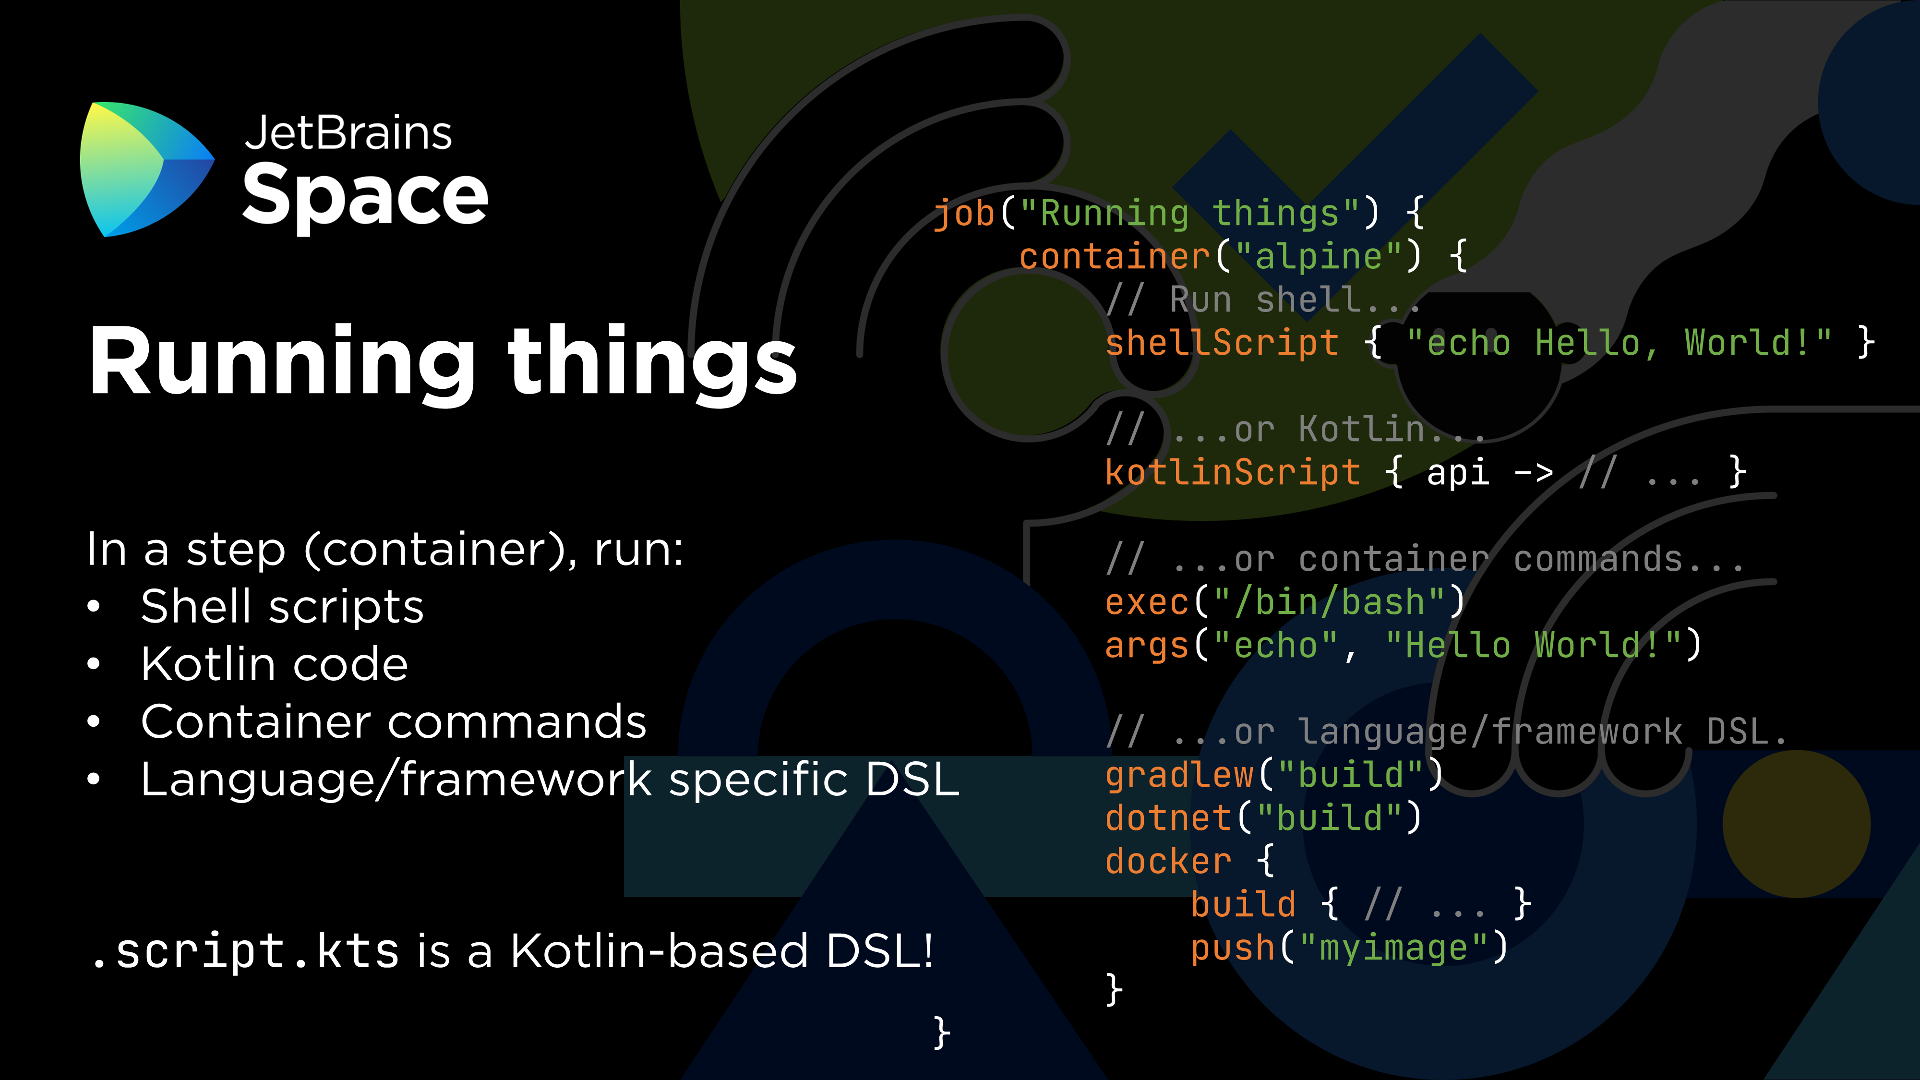 JetBrains
Space
Running things
In a step (container), run:
• Shell scripts
• Kotlin code
• Container commands
• Language/framework specific DSL
.script.kts is a Kotlin-based DSL!
job("Running things") {
    container("alpine") {
        // Run shell...
        shellScript { "echo Hello, World!" }

        // ...or Kotlin...
        kotlinScript { api -> // ... }

        // ...or container commands...
        exec("/bin/bash")
        args("echo", "Hello World!")

        // ...or language/framework DSL.
        gradlew("build")
        dotnet("build")
        docker {
            build { // ... }
            push("myimage")
        }
}